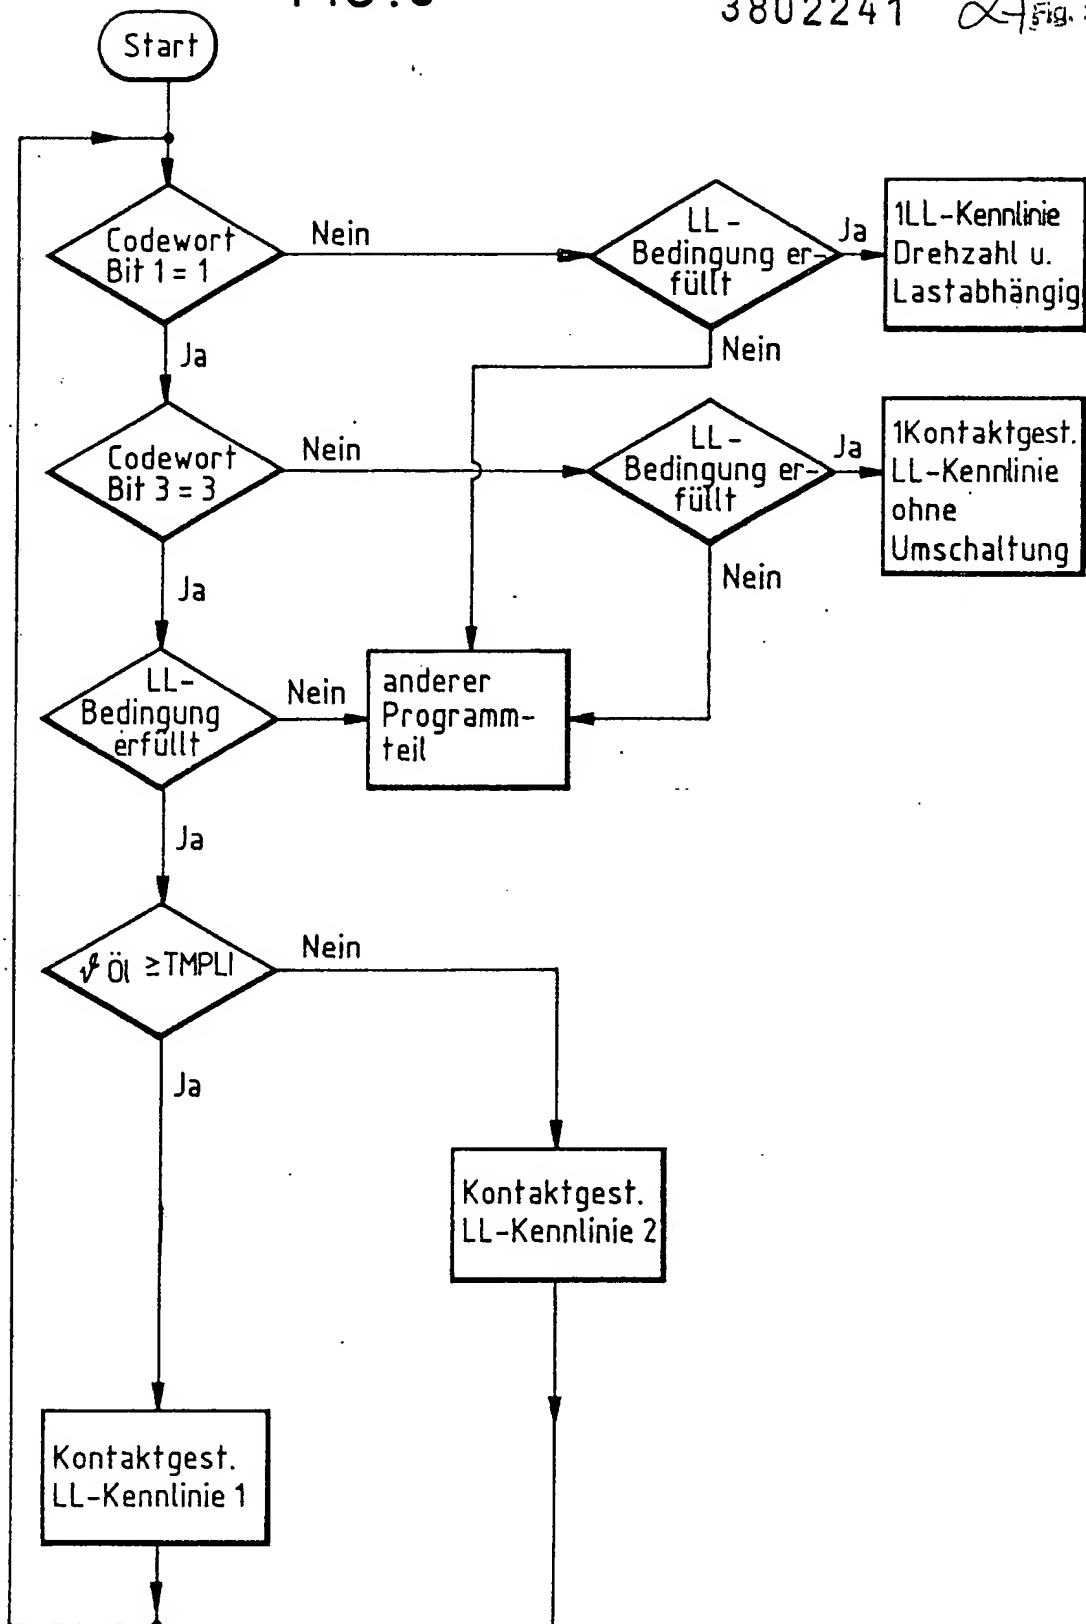 3802241
Start
Codewort
Bit 1 = 1
Nein
LL-
Bedingung er-
füllt
Ja
1LL-Kennlinie
Drehzahl u.
Lastabhängig
Ja
Nein
Codewort
Bit 3 = 3
Nein
LL-
Bedingung er-
füllt
Ja
1Kontaktgest.
LL-Kennlinie
ohne
Umschaltung
Ja
Nein
LL-
Bedingung
erfüllt
Nein
anderer
Programm-
teil
Ja
ϑ Öl ≥TMPLI
Nein
Ja
Kontaktgest.
LL-Kennlinie 2
Kontaktgest.
LL-Kennlinie 1